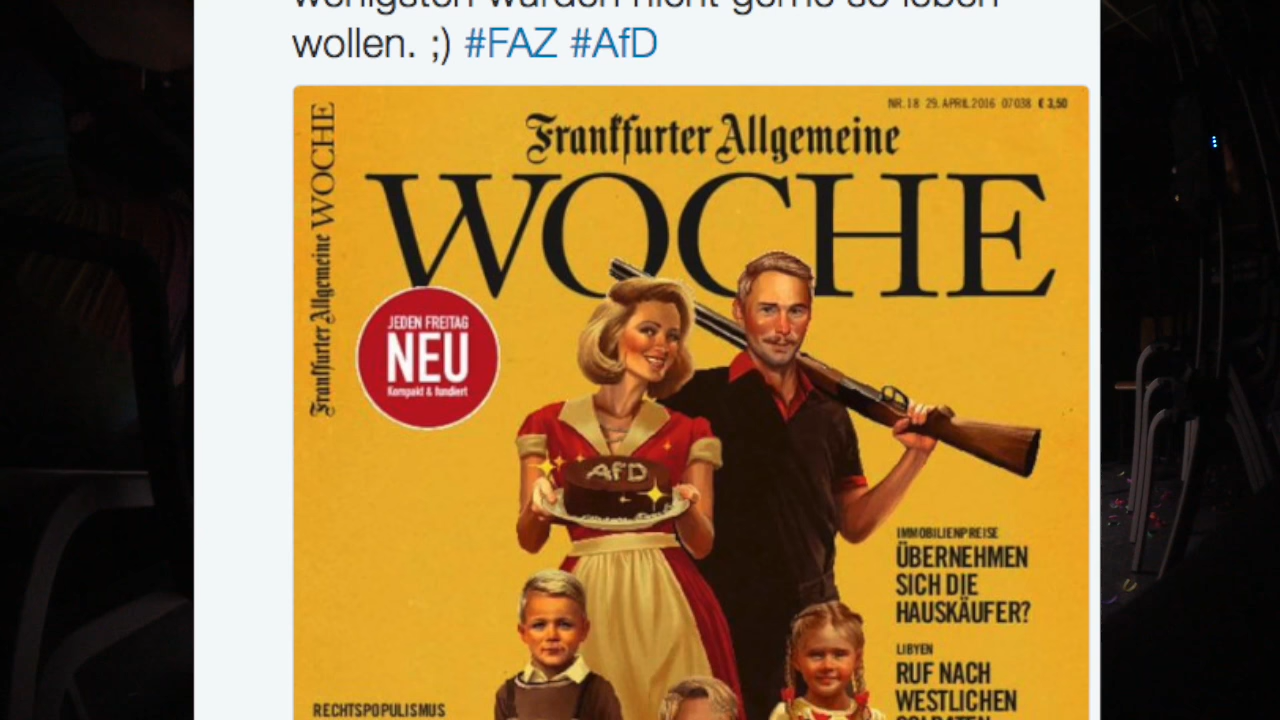 wollen. ;) #FAZ #AfD
NR. 18 29. APRIL 2016 07038 € 3,50
Frankfurter Allgemeine WOCHE
Frankfurter Allgemeine
WOCHE
JEDEN FREITAG
NEU
Kompakt & fundiert
AFD
IMMOBILIENPREISE
ÜBERNEHMEN
SICH DIE
HAUSKÄUFER?
LIBYEN
RUF NACH
WESTLICHEN
SOLDATEN
RECHTSPOPULISMUS